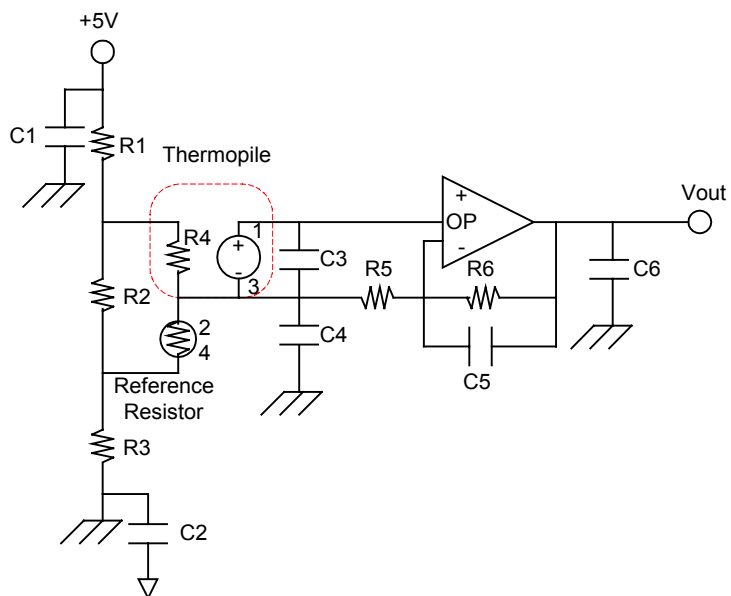 +5V
C1
R1
Thermopile
R4
+
1
-
3
C3
R2
2
4
C4
Reference
Resistor
R3
C2
R5
+
OP
-
R6
C5
Vout
C6